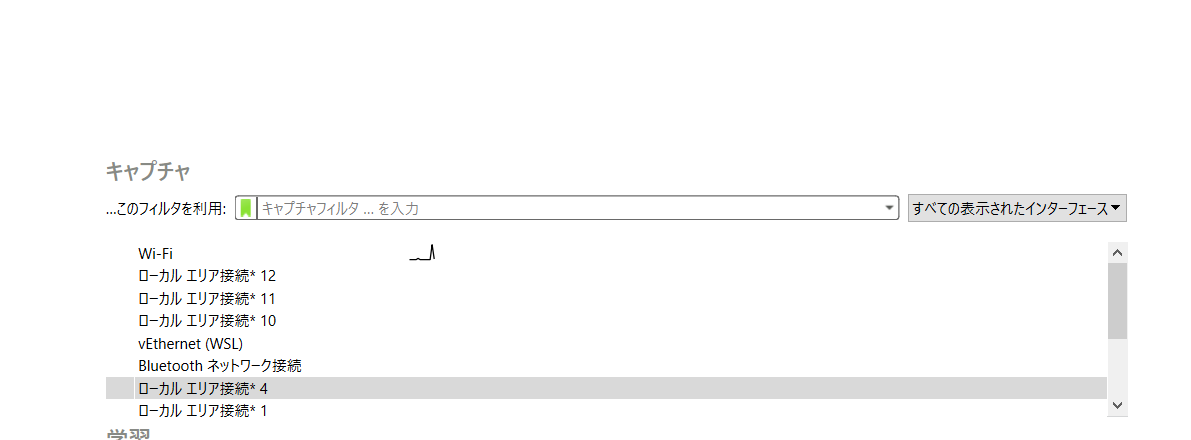 キャプチャ
...このフィルタを利用: キャプチャフィルタ ... を入力 すべての表示されたインターフェース
Wi-Fi
ローカル エリア接続* 12
ローカル エリア接続* 11
ローカル エリア接続* 10
vEthernet (WSL)
Bluetooth ネットワーク接続
ローカル エリア接続* 4
ローカル エリア接続* 1
学習